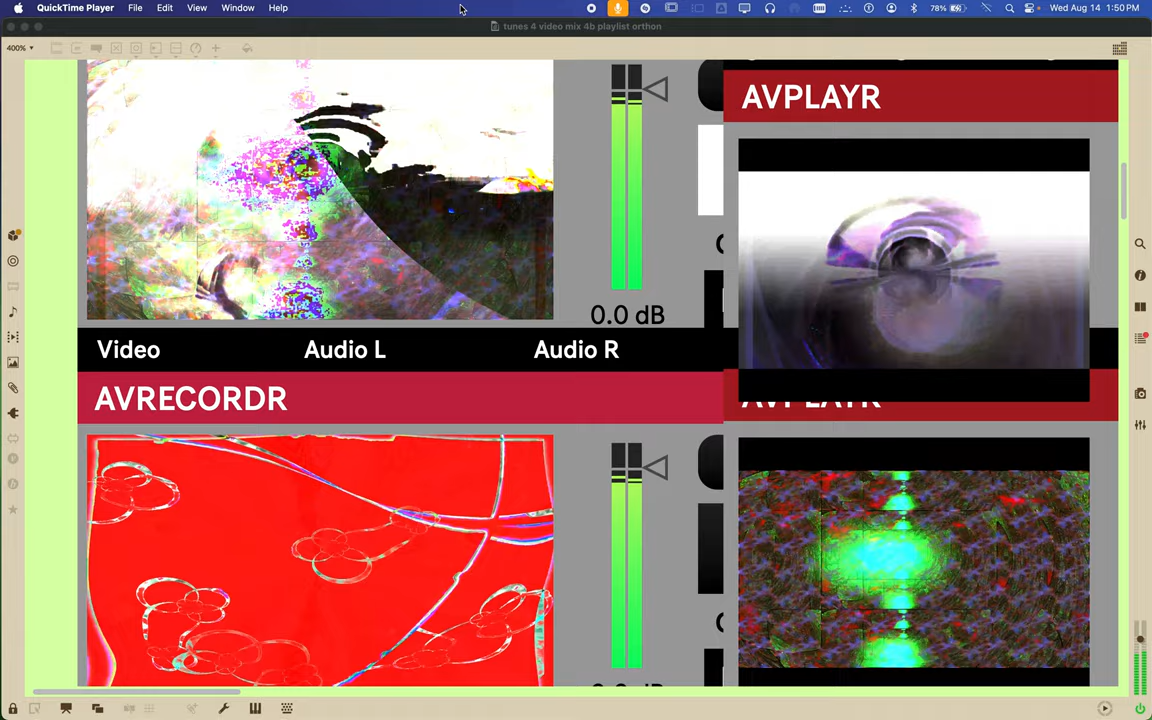 QuickTime Player File Edit View Window Help 78% Wed Aug 14 1:50 PM
tunes 4 video mix 4b playlist orthon
400%
AVPLAYR
0.0 dB
Video Audio L Audio R
AVRECORDR